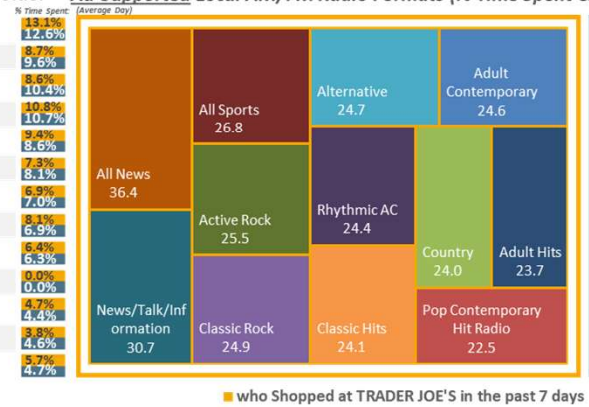 % Time Spent (Average Day)
13.1%
12.6%
8.7%
9.6%
8.6%
10.4%
10.8%
10.7%
9.4%
8.6%
7.3%
8.1%
6.9%
7.0%
8.1%
6.9%
6.4%
6.3%
0.0%
0.0%
4.7%
4.4%
3.8%
4.6%
5.7%
4.7%
All News
36.4
News/Talk/Inf
ormation
30.7
All Sports
26.8
Active Rock
25.5
Classic Rock
24.9
Alternative
24.7
Adult
Contemporary
24.6
Rhythmic AC
24.4
Classic Hits
24.1
Country
24.0
Adult Hits
23.7
Pop Contemporary
Hit Radio
22.5
who Shopped at TRADER JOE'S in the past 7 days